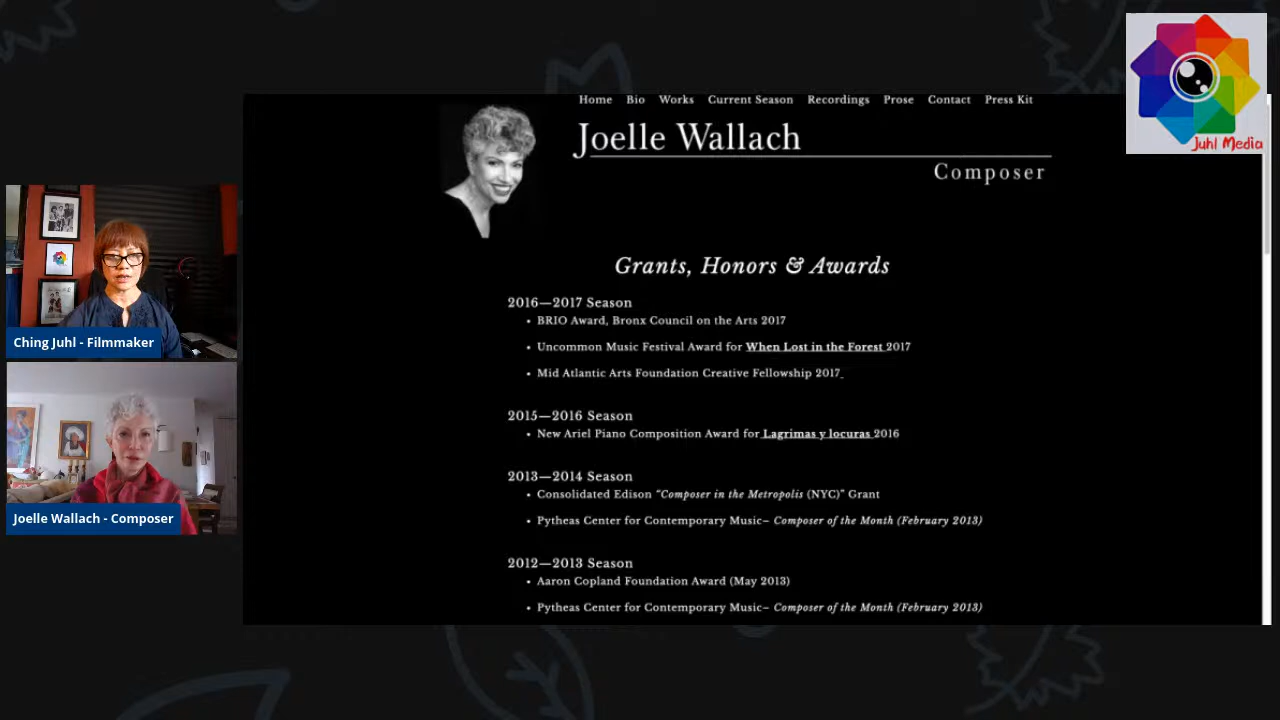 Juhl Media
Home Bio Works Current Season Recordings Prose Contact Press Kit
Joelle Wallach
Composer
Grants, Honors & Awards
2016—2017 Season
• BRIO Award, Bronx Council on the Arts 2017
• Uncommon Music Festival Award for When Lost in the Forest 2017
• Mid Atlantic Arts Foundation Creative Fellowship 2017
2015—2016 Season
• New Ariel Piano Composition Award for Lagrimas y locuras 2016
2013—2014 Season
• Consolidated Edison “Composer in the Metropolis (NYC)” Grant
• Pytheas Center for Contemporary Music– Composer of the Month (February 2013)
2012—2013 Season
• Aaron Copland Foundation Award (May 2013)
• Pytheas Center for Contemporary Music– Composer of the Month (February 2013)
Ching Juhl - Filmmaker
Joelle Wallach - Composer